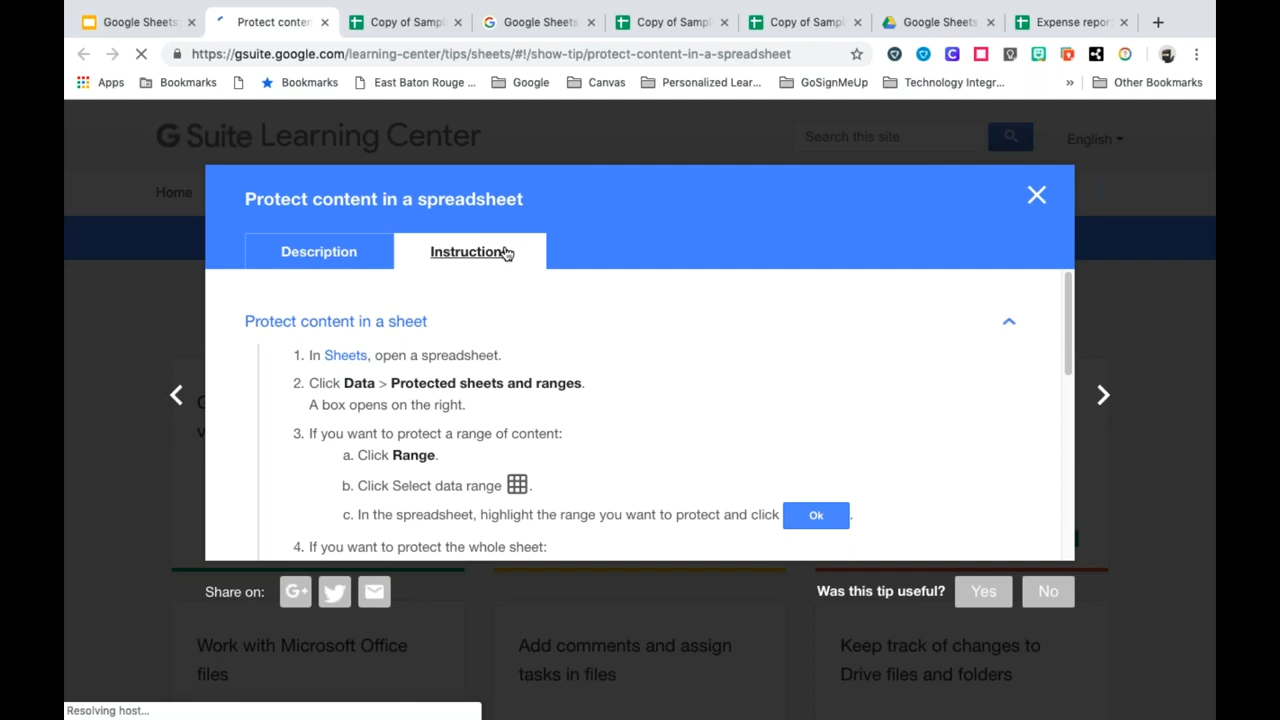 Google Sheets:
Protect conten
Copy of Sampl
Google Sheets
Copy of Sampl
Copy of Sampl
Google Sheets
Expense repor
https://gsuite.google.com/learning-center/tips/sheets/#!/show-tip/protect-content-in-a-spreadsheet
Apps Bookmarks Bookmarks East Baton Rouge ... Google Canvas Personalized Lear... GoSignMeUp Technology Integr... » Other Bookmarks
G Suite Learning Center
Search this site
English
Home
Protect content in a spreadsheet
Description
Instructions
Protect content in a sheet
1. In Sheets, open a spreadsheet.
2. Click Data > Protected sheets and ranges.
A box opens on the right.
3. If you want to protect a range of content:
a. Click Range.
b. Click Select data range .
c. In the spreadsheet, highlight the range you want to protect and click Ok .
4. If you want to protect the whole sheet:
Share on: G+
Was this tip useful? Yes No
Work with Microsoft Office
files
Add comments and assign
tasks in files
Keep track of changes to
Drive files and folders
Resolving host...